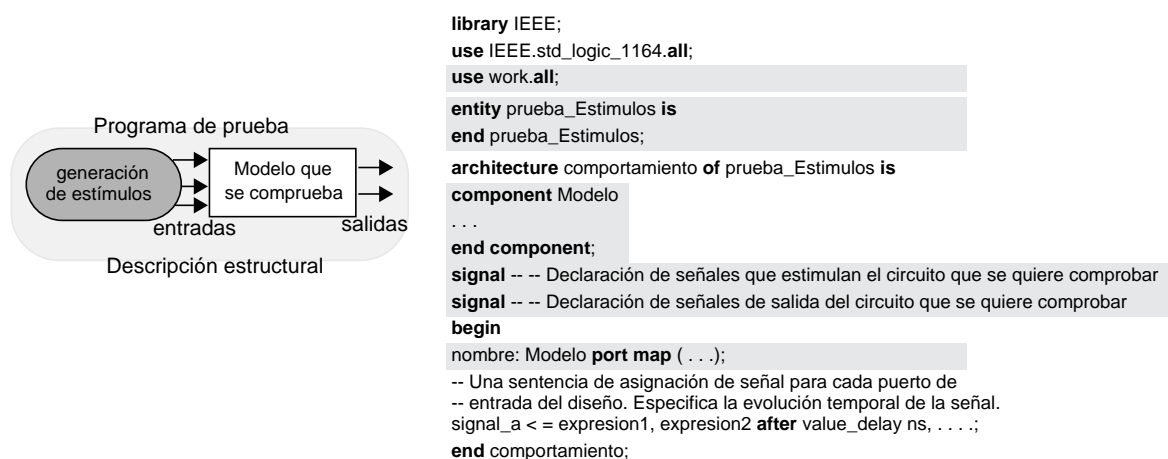 Programa de prueba
generación
de estímulos
Modelo que
se comprueba
entradas
salidas
Descripción estructural
library IEEE;
use IEEE.std_logic_1164.all;
use work.all;
entity prueba_Estimulos is
end prueba_Estimulos;
architecture comportamiento of prueba_Estimulos is
component Modelo
. . .
end component;
signal -- -- Declaración de señales que estimulan el circuito que se quiere comprobar
signal -- -- Declaración de señales de salida del circuito que se quiere comprobar
begin
nombre: Modelo port map ( . . .);
-- Una sentencia de asignación de señal para cada puerto de
-- entrada del diseño. Especifica la evolución temporal de la señal.
signal_a < = expresion1, expresion2 after value_delay ns, . . . .;
end comportamiento;